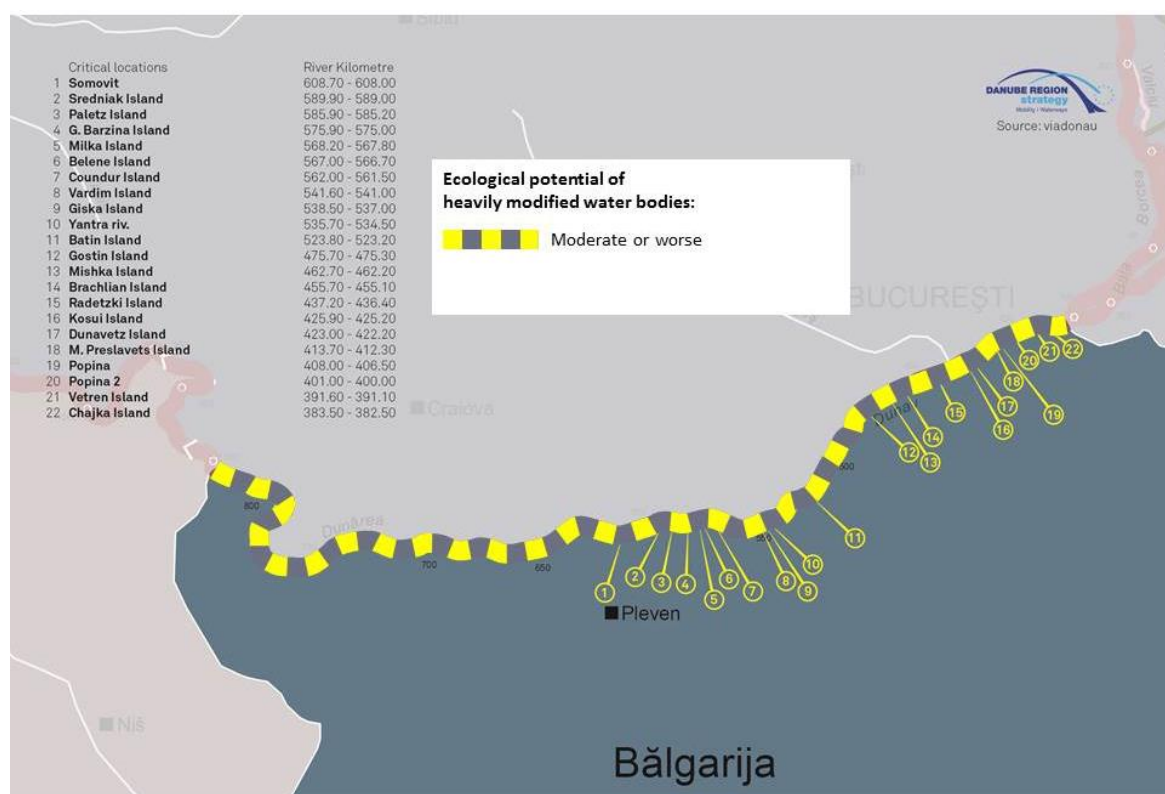 Sibiu
Critical locations River Kilometre
1 Somovit 608.70 - 608.00
2 Sredniak Island 589.90 - 589.00
3 Paletz Island 585.90 - 585.20
4 G. Barzina Island 575.90 - 575.00
5 Milka Island 568.20 - 567.80
6 Belene Island 567.00 - 566.70
7 Coundur Island 562.00 - 561.50
8 Vardim Island 541.60 - 541.00
9 Giska Island 538.50 - 537.00
10 Yantra riv. 535.70 - 534.50
11 Batin Island 523.80 - 523.20
12 Gostin Island 475.70 - 475.30
13 Mishka Island 462.70 - 462.20
14 Brachlian Island 455.70 - 455.10
15 Radetzki Island 437.20 - 436.40
16 Kosui Island 425.90 - 425.20
17 Dunavetz Island 423.00 - 422.20
18 M. Preslavets Island 413.70 - 412.30
19 Popina 408.00 - 406.50
20 Popina 2 401.00 - 400.00
21 Vetren Island 391.60 - 391.10
22 Chajka Island 383.50 - 382.50
DANUBE REGION
strategy
Mobility | Waterways
Source: viadonau
Ecological potential of
heavily modified water bodies:
Moderate or worse
Valciu
Borcea
Bala
BUCUREŞTI
Craiova
Dunărea
Dunav
800
700
650
550
500
1
2
3
4
5
6
7
8
9
10
11
12
13
14
15
16
17
18
19
20
21
22
Pleven
Niš
Bălgarija